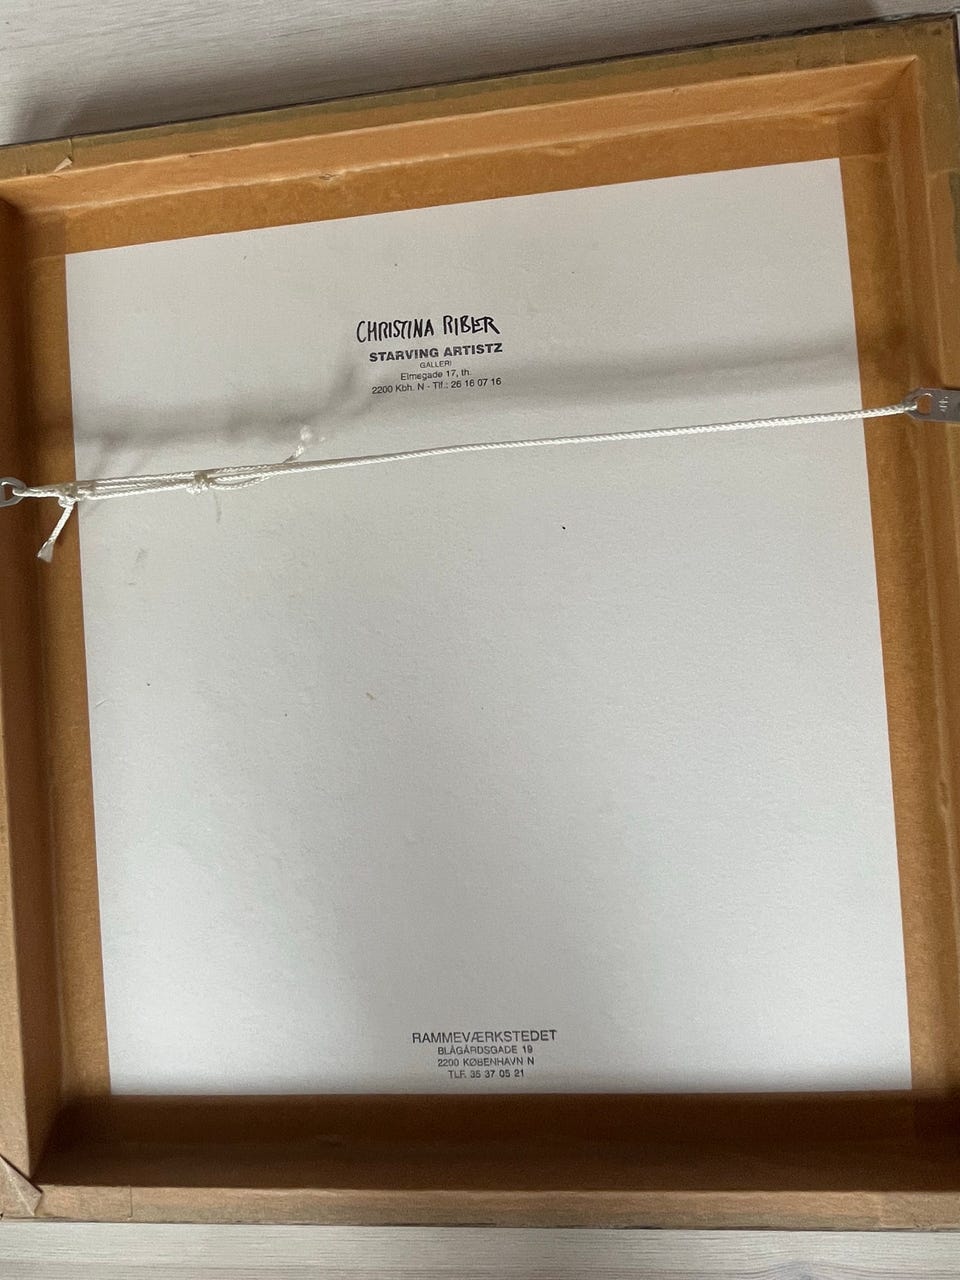 CHRISTINA RIBER
STARVING ARTISTZ
GALLERI
Elmegade 17, th.
2200 Kbh. N - Tlf.: 26 16 07 16
RAMMEVÆRKSTEDET
BLÅGÅRDSGADE 19
2200 KØBENHAVN N
TLF. 35 37 05 21